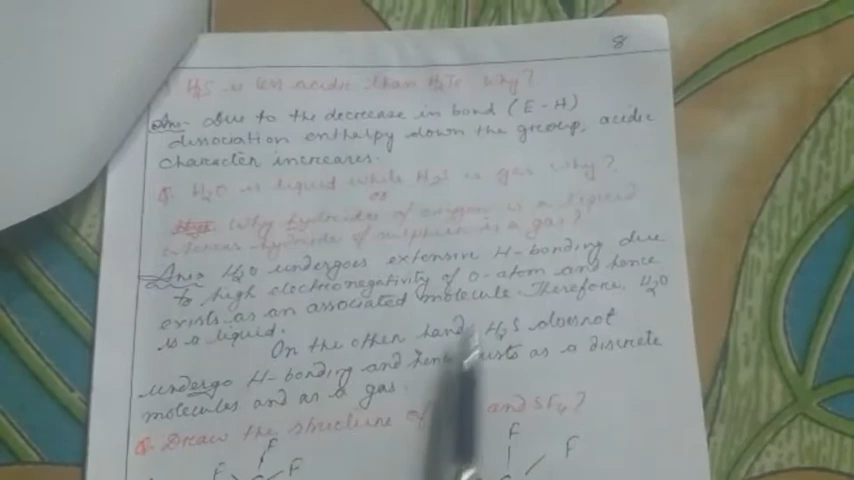 8
H₂S is less acidic than H₂Te why?
Ans- due to the decrease in bond (E-H)
dissociation enthalpy down the group, acidic
character increases.
Q. H₂O is liquid while H₂S is gas why?
or
Why hydrides of oxygen is a liquid
whereas hydride of sulphur is a gas?
Ans H₂O undergoes extensive H-bonding due
to high electronegativity of O-atom and hence
exists as an associated molecule. Therefore, H₂O
is a liquid.
On the other hand, H₂S doesnot
undergo H-bonding and hence exists as a discrete
molecules and as a gas.
Q. Draw the structure of and SF₄?
F
F
F
F
F